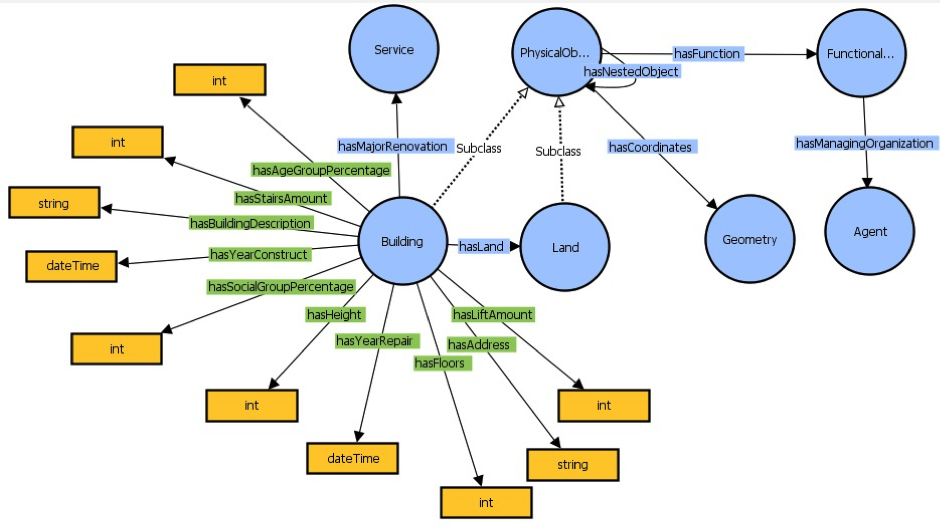 Service
PhysicalOb...
hasFunction
Functional...
hasNestedObject
int
hasMajorRenovation
Subclass
Subclass
hasCoordinates
hasManagingOrganization
int
hasAgeGroupPercentage
hasStairsAmount
string
hasBuildingDescription
Building
hasLand
Land
Geometry
Agent
hasYearConstruct
dateTime
hasSocialGroupPercentage
hasHeight
hasLiftAmount
hasYearRepair
hasAddress
int
hasFloors
int
int
dateTime
string
int